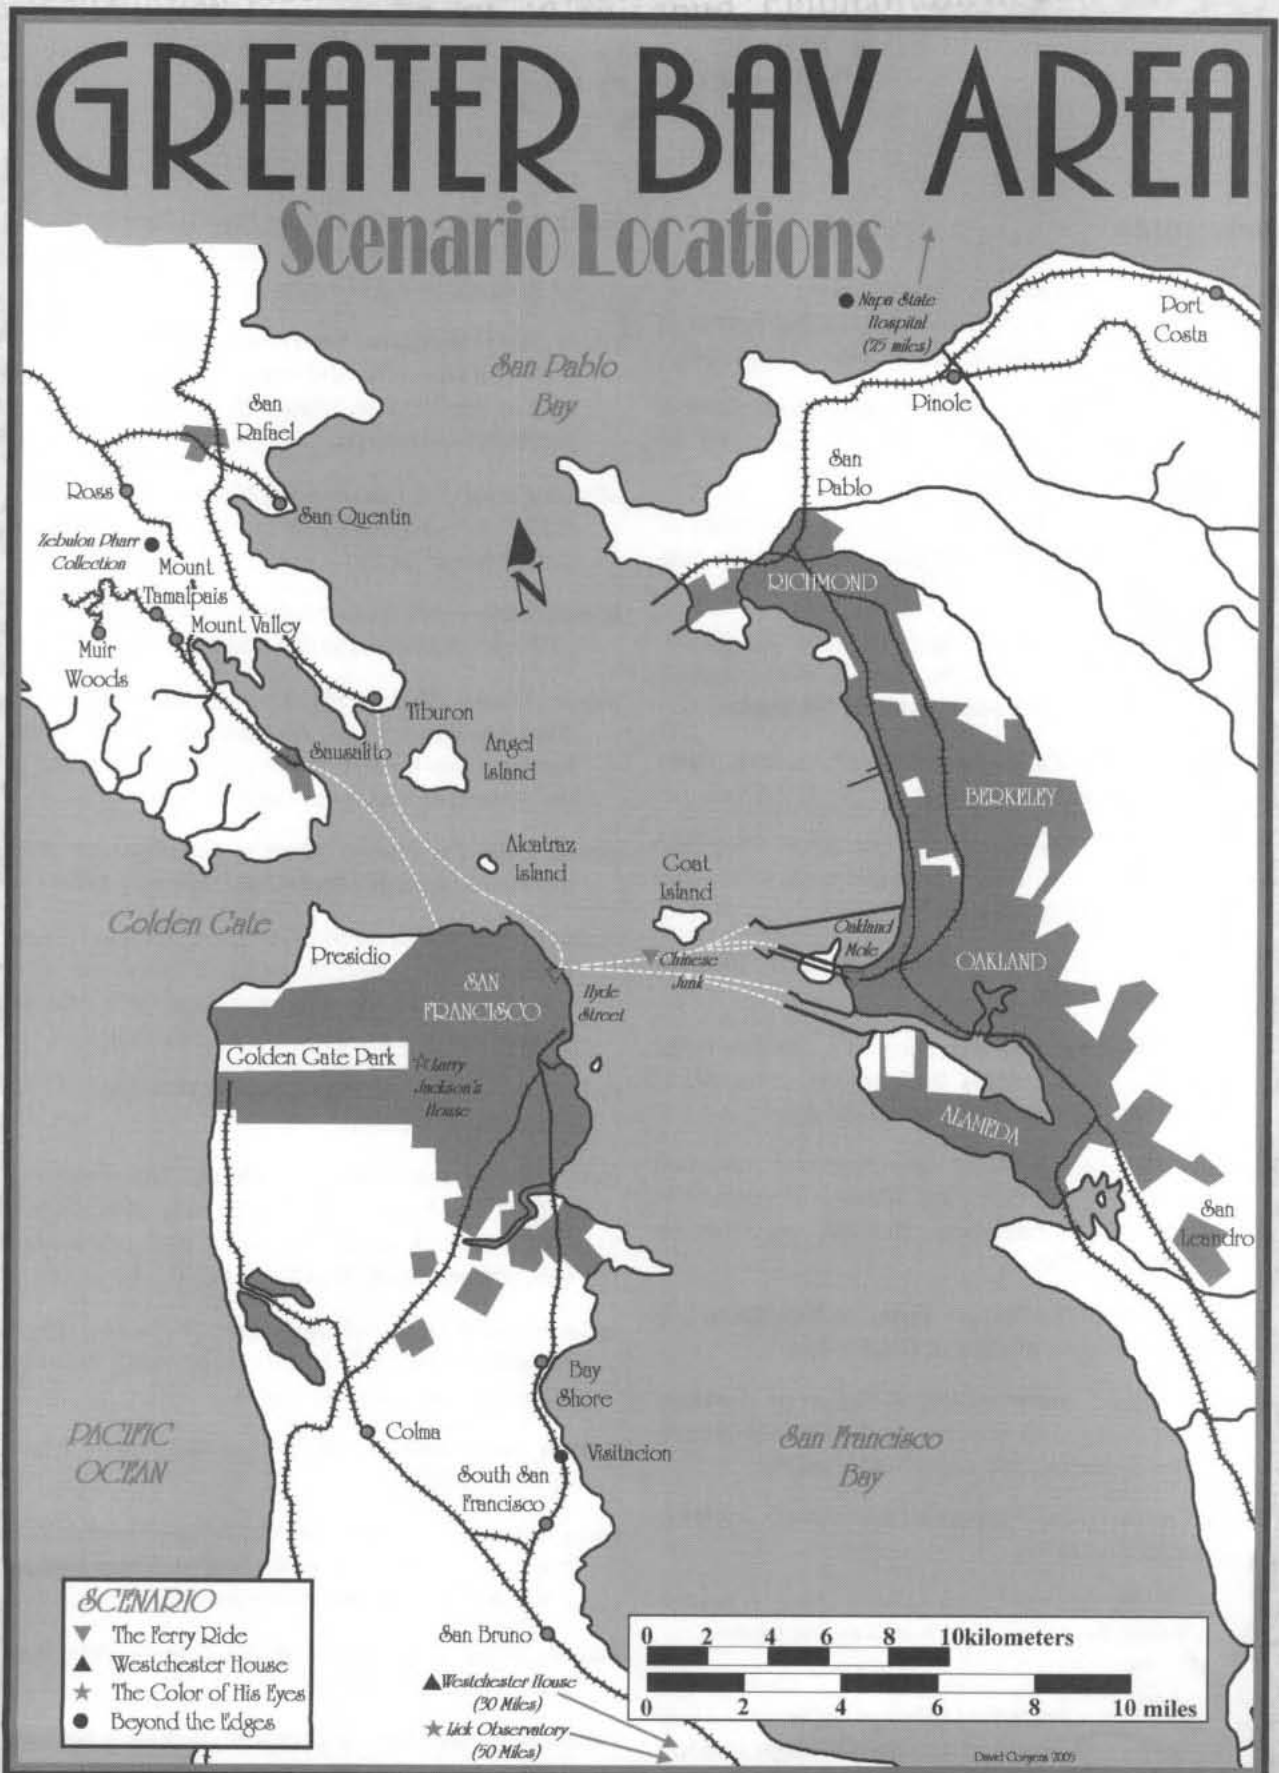 GREATER BAY AREA
Scenario Locations
Napa State
Hospital
(25 miles)
Port
Costa
San Pablo
Bay
Pinole
San
Rafael
San
Pablo
Ross
San Quentin
Zebulon Pharr
Collection
Mount
Tamalpais
N
RICHMOND
Mount Valley
Muir
Woods
Tiburon
Sausalito
Angel
Island
BERKELEY
Alcatraz
Island
Goat
Island
Golden Gate
Oakland
Mole
Presidio
Chinese
Junk
OAKLAND
SAN
FRANCISCO
Hyde
Street
Golden Gate Park
Larry
Jackson's
House
ALAMEDA
San
Leandro
Bay
Shore
PACIFIC
OCEAN
Colma
San Francisco
Bay
Visitacion
South San
Francisco
SCENARIO
The Ferry Ride
Westchester House
The Color of His Eyes
Beyond the Edges
San Bruno
0 2 4 6 8 10kilometers
0 2 4 6 8 10 miles
Westchester House
(30 Miles)
Lick Observatory
(50 Miles)